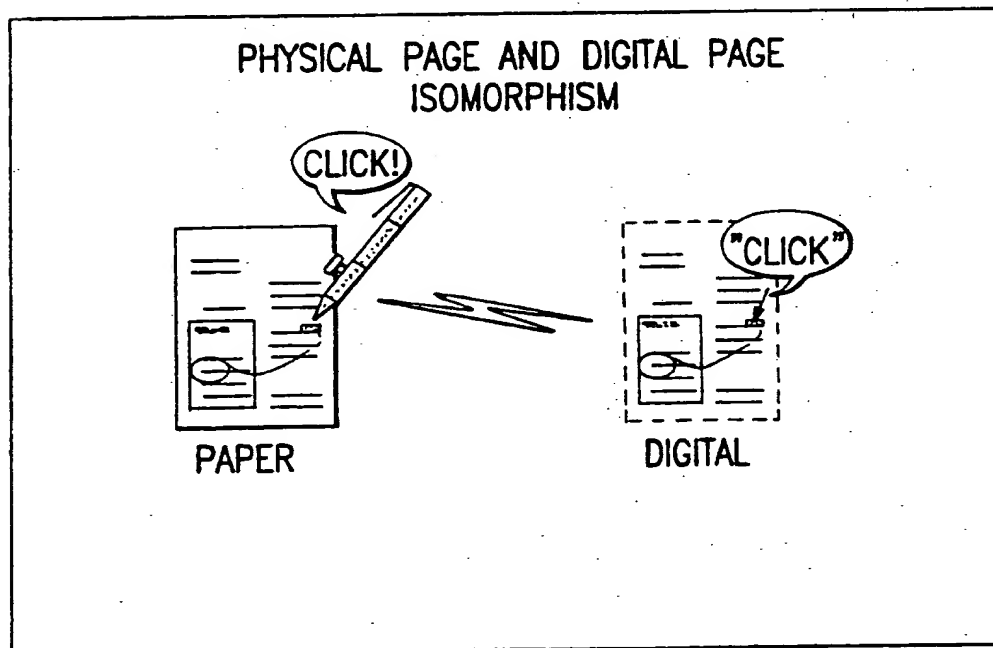 PHYSICAL PAGE AND DIGITAL PAGE
ISOMORPHISM
CLICK!
"CLICK"
PAPER
DIGITAL